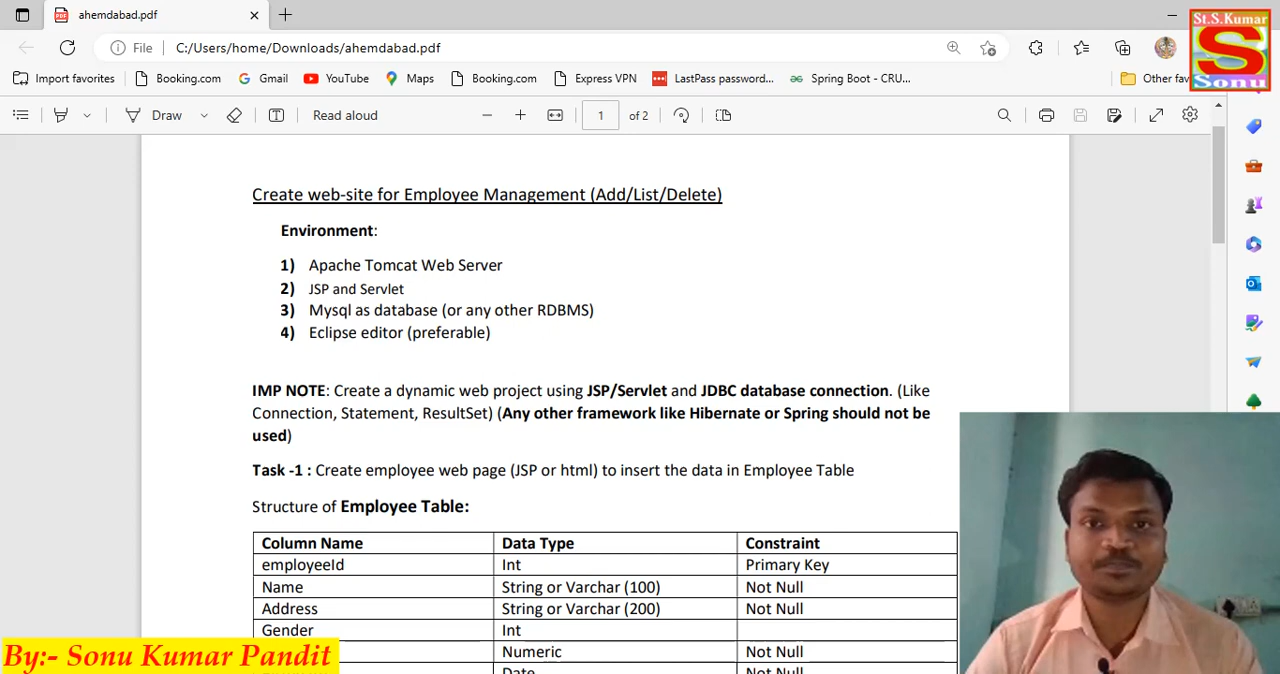 ahemdabad.pdf
File
C:/Users/home/Downloads/ahemdabad.pdf
St.S.Kumar
S
Sonu
Import favorites
Booking.com
Gmail
YouTube
Maps
Booking.com
Express VPN
LastPass password...
Spring Boot - CRU...
Other fav
Draw
Read aloud
1
of 2
Create web-site for Employee Management (Add/List/Delete)
Environment:
1) Apache Tomcat Web Server
2) JSP and Servlet
3) Mysql as database (or any other RDBMS)
4) Eclipse editor (preferable)
IMP NOTE: Create a dynamic web project using JSP/Servlet and JDBC database connection. (Like
Connection, Statement, ResultSet) (Any other framework like Hibernate or Spring should not be
used)
Task -1 : Create employee web page (JSP or html) to insert the data in Employee Table
Structure of Employee Table:
Column Name Data Type Constraint
employeeId Int Primary Key
Name String or Varchar (100) Not Null
Address String or Varchar (200) Not Null
Gender Int
Numeric Not Null
Date Not Null
By:- Sonu Kumar Pandit